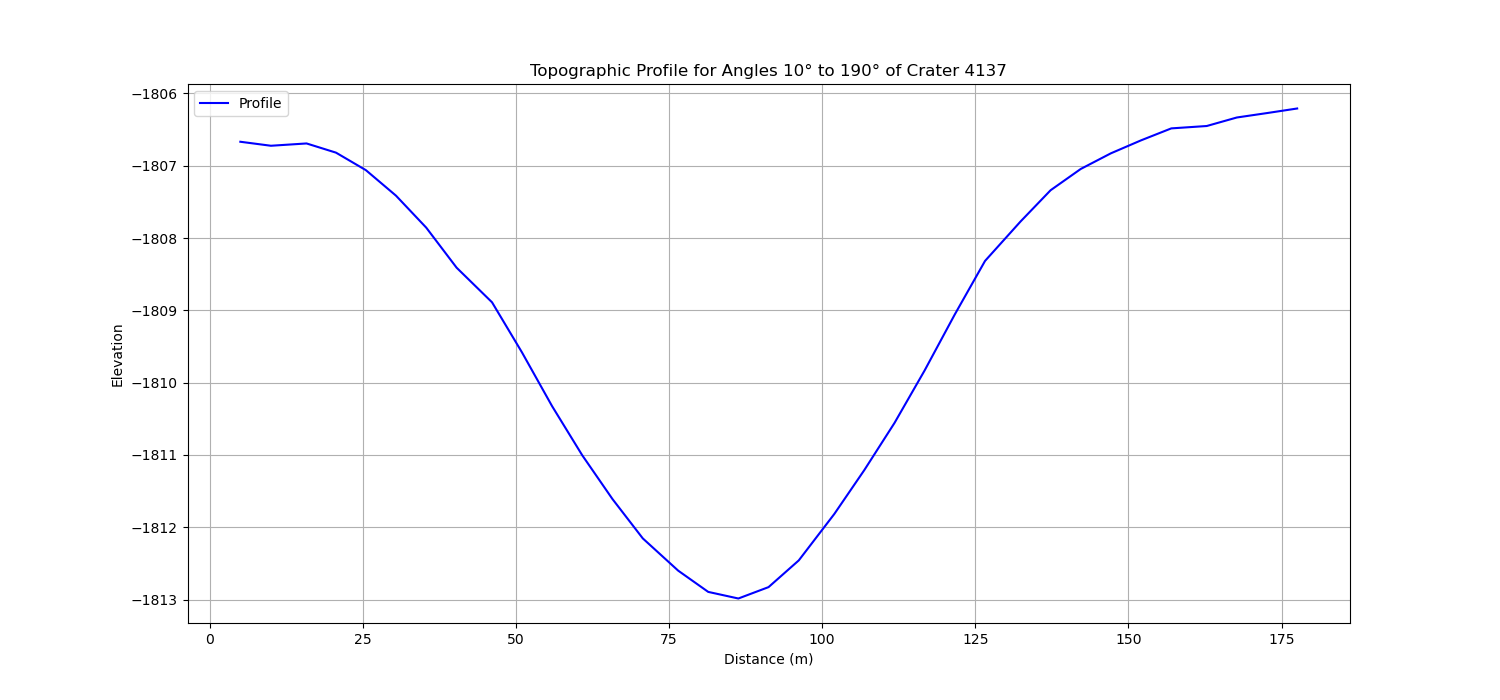 Topographic Profile for Angles 10° to 190° of Crater 4137
Profile
−1806
−1807
−1808
−1809
−1810
−1811
−1812
−1813
Elevation
0 25 50 75 100 125 150 175
Distance (m)